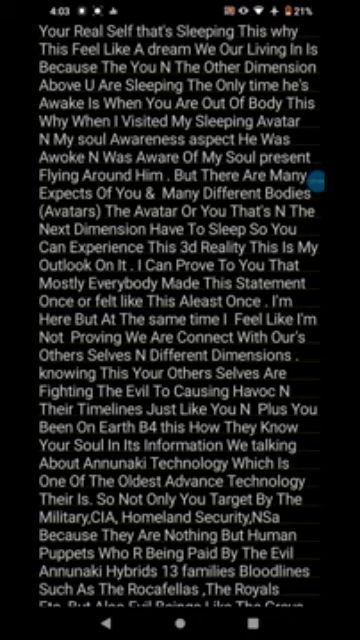 4:03
21%
Your Real Self that's Sleeping This why
This Feel Like A dream We Our Living In Is
Because The You N The Other Dimension
Above U Are Sleeping The Only time he's
Awake Is When You Are Out Of Body This
Why When I Visited My Sleeping Avatar
N My soul Awareness aspect He Was
Awoke N Was Aware Of My Soul present
Flying Around Him . But There Are Many
Expects Of You & Many Different Bodies
(Avatars) The Avatar Or You That's N The
Next Dimension Have To Sleep So You
Can Experience This 3d Reality This Is My
Outlook On It . I Can Prove To You That
Mostly Everybody Made This Statement
Once or felt like This Aleast Once . I'm
Here But At The same time I Feel Like I'm
Not Proving We Are Connect With Our's
Others Selves N Different Dimensions .
knowing This Your Others Selves Are
Fighting The Evil To Causing Havoc N
Their Timelines Just Like You N Plus You
Been On Earth B4 this How They Know
Your Soul In Its Information We talking
About Annunaki Technology Which Is
One Of The Oldest Advance Technology
Their Is. So Not Only You Target By The
Military,CIA, Homeland Security,NSa
Because They Are Nothing But Human
Puppets Who R Being Paid By The Evil
Annunaki Hybrids 13 families Bloodlines
Such As The Rocafellas ,The Royals
Etc. But Also Evil Beings Like The Greys